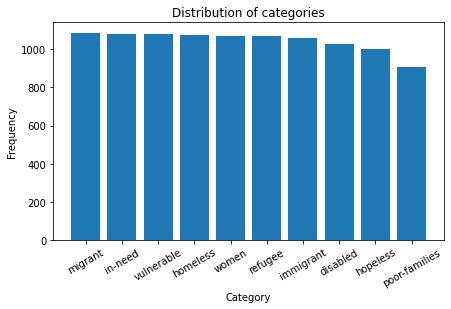 Distribution of categories
1000
800
600
400
200
0
Frequency
migrant
in-need
vulnerable
homeless
women
refugee
immigrant
disabled
hopeless
poor-families
Category